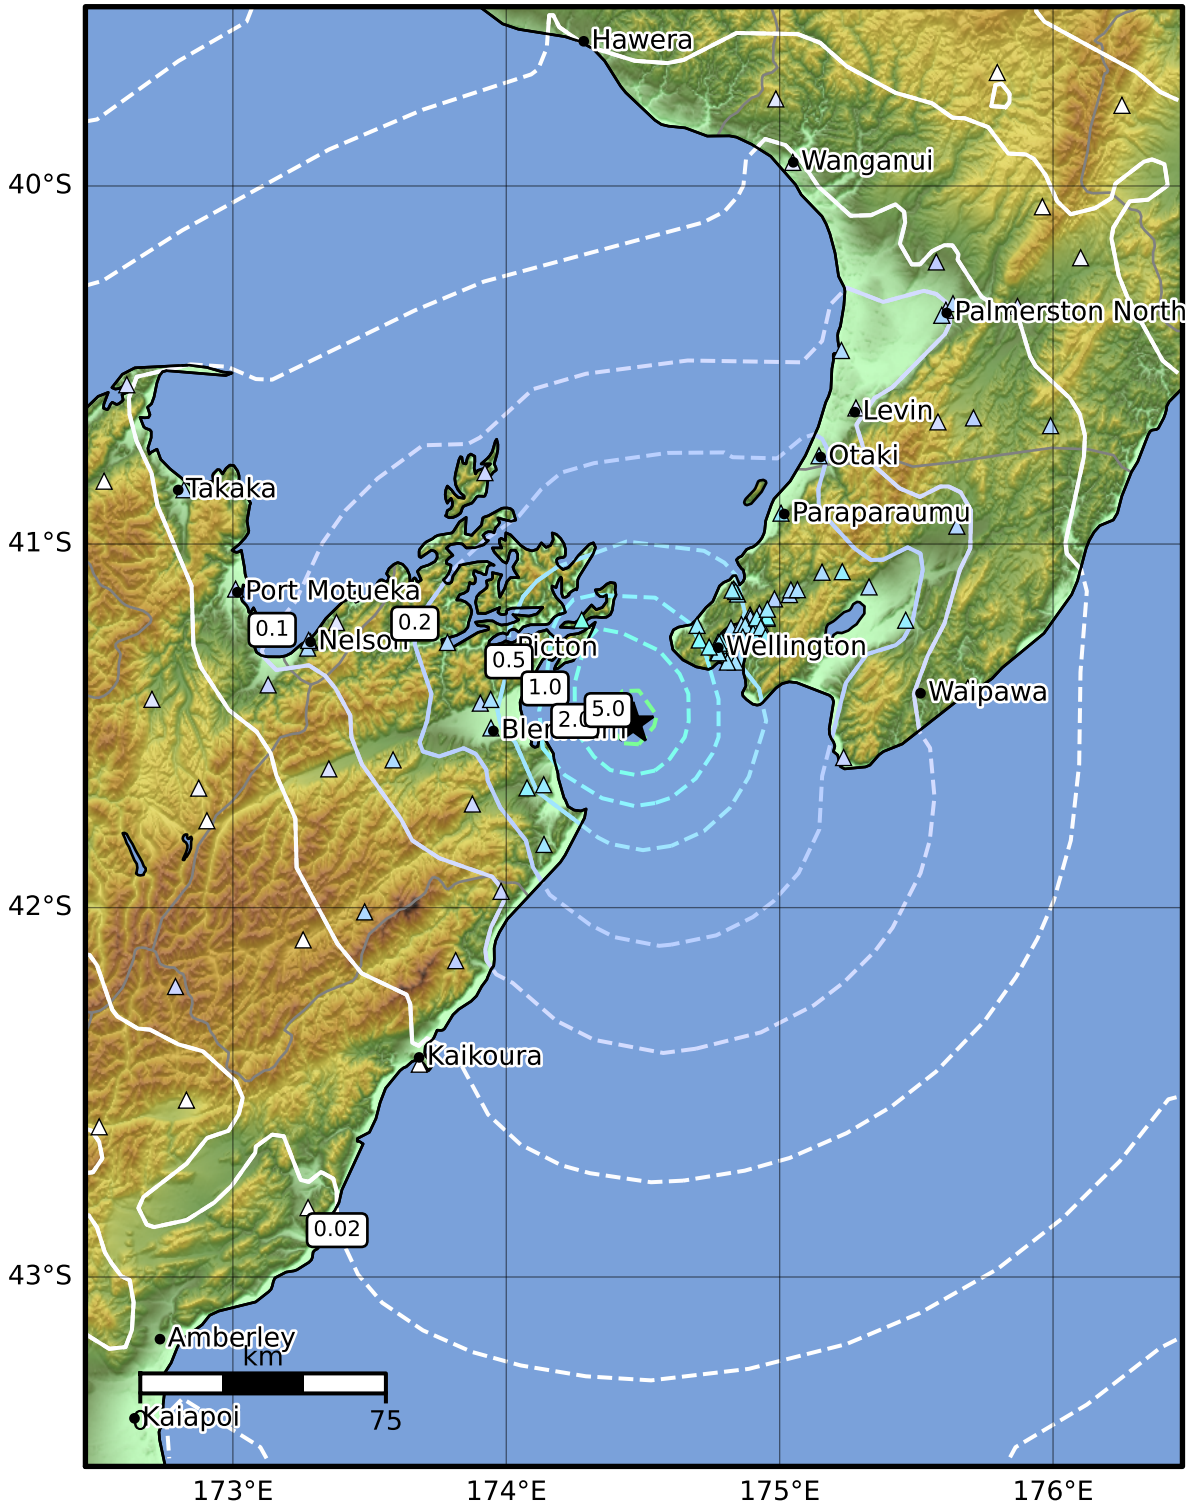 Hawera
Wanganui
40°S
Palmerston North
Levin
Otaki
Takaka
Paraparaumu
41°S
Port Motueka
0.2
0.1
Nelson
Picton
Wellington
0.5
1.0
Waipawa
5.0
2.0
Blenheim
42°S
Kaikoura
0.02
43°S
Amberley
km
0
75
Kaiapoi
173°E
174°E
175°E
176°E